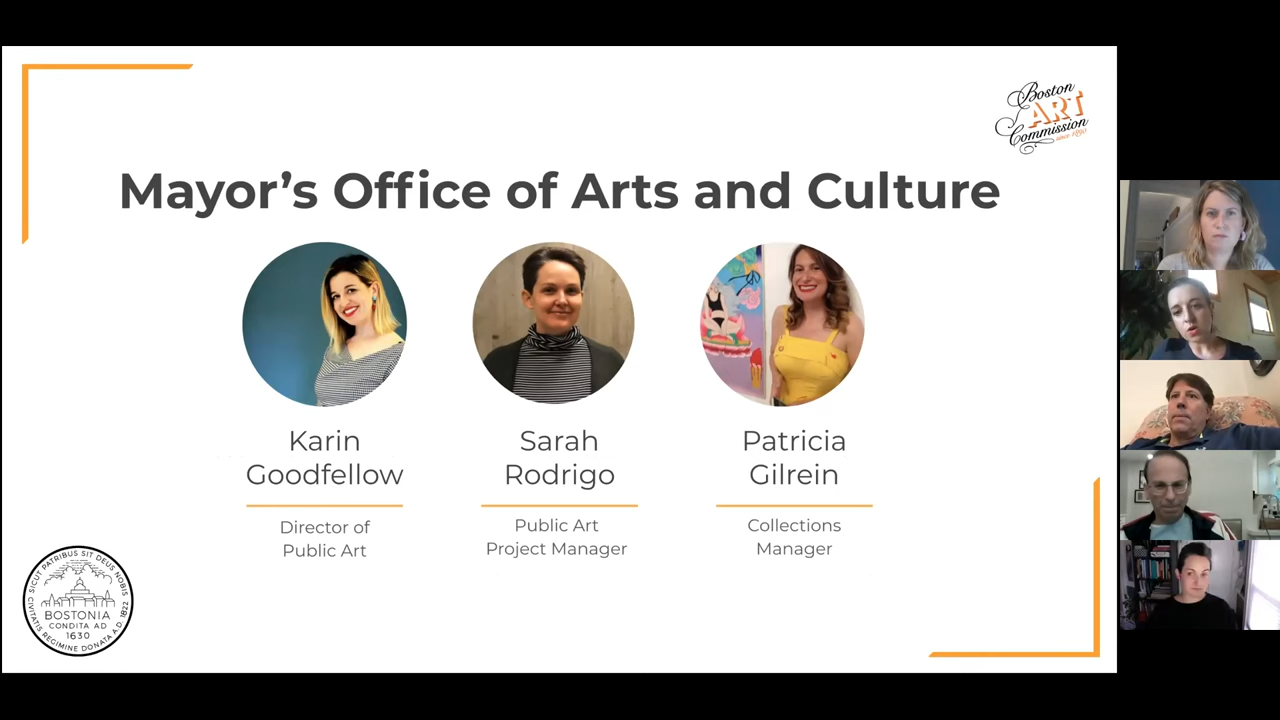 Boston
ART
Commission
since 1890
Mayor's Office of Arts and Culture
Karin
Goodfellow
Director of
Public Art
Sarah
Rodrigo
Public Art
Project Manager
Patricia
Gilrein
Collections
Manager
SICUT PATRIBUS SIT DEUS NOBIS
BOSTONIA
CONDITA AD
1630
CIVITATIS REGIMINE DONATA A.D. 1822